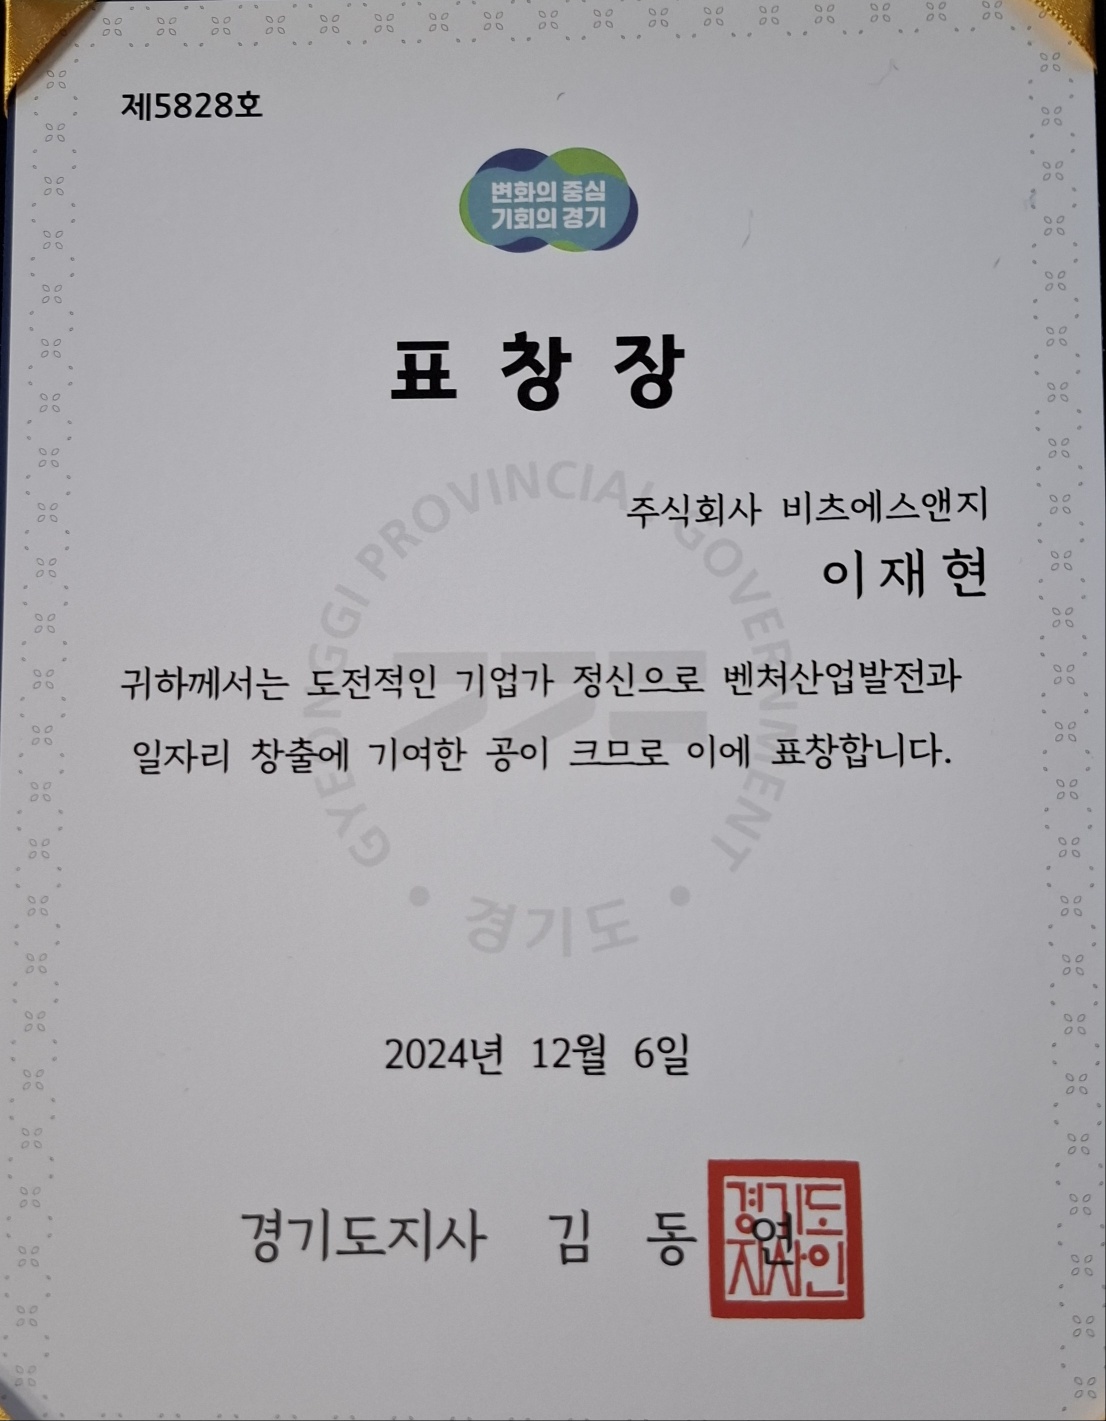 제5828호
변화의 중심
기회의 경기
표 창 장
주식회사 비츠에스앤지
이 재 현
귀하께서는 도전적인 기업가 정신으로 벤처산업발전과
일자리 창출에 기여한 공이 크므로 이에 표창합니다.
GYEONGGI PROVINCIAL GOVERNMENT
• 경기도 •
2024년 12월 6일
경기도지사 김 동 연
경기도
지사인